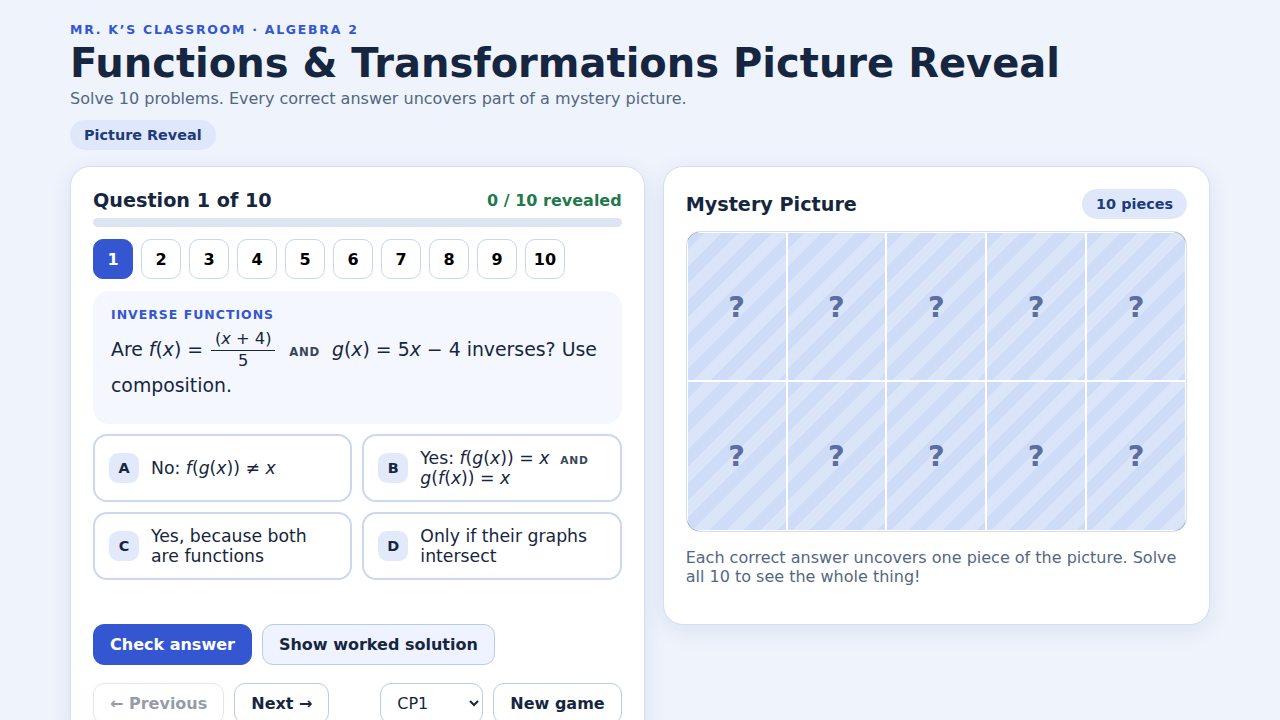 MR. K’S CLASSROOM · ALGEBRA 2
Functions & Transformations Picture Reveal
Solve 10 problems. Every correct answer uncovers part of a mystery picture.
Picture Reveal
Question 1 of 10
0 / 10 revealed
1 2 3 4 5 6 7 8 9 10
INVERSE FUNCTIONS
Are f(x) = (x + 4)/5 AND g(x) = 5x − 4 inverses? Use
composition.
A No: f(g(x)) ≠ x
B Yes: f(g(x)) = x AND
g(f(x)) = x
C Yes, because both
are functions
D Only if their graphs
intersect
Check answer
Show worked solution
← Previous
Next →
CP1
New game
Mystery Picture
10 pieces
? ? ? ? ?
? ? ? ? ?
Each correct answer uncovers one piece of the picture. Solve
all 10 to see the whole thing!